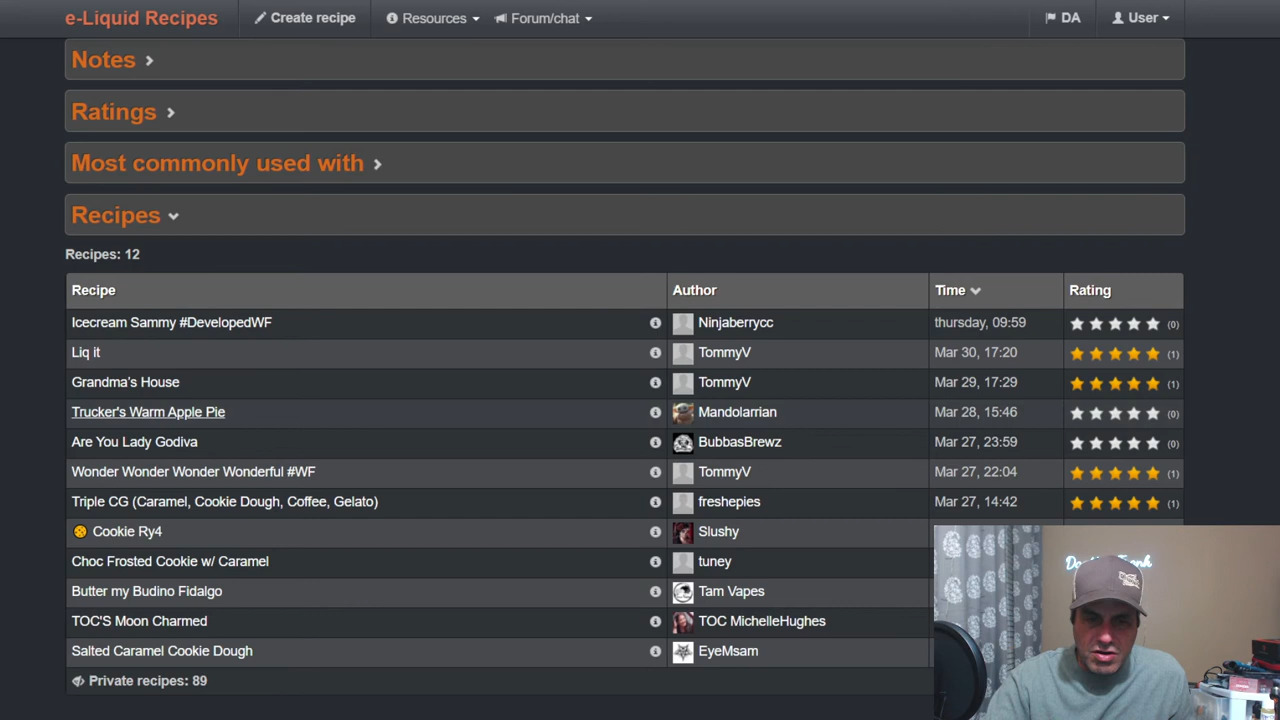 e-Liquid Recipes Create recipe Resources Forum/chat DA User
Notes
Ratings
Most commonly used with
Recipes
Recipes: 12
Recipe Author Time Rating
Icecream Sammy #DevelopedWF Ninjaberrycc thursday, 09:59 (0)
Liq it TommyV Mar 30, 17:20 (1)
Grandma's House TommyV Mar 29, 17:29 (1)
Trucker's Warm Apple Pie Mandolarrian Mar 28, 15:46 (0)
Are You Lady Godiva BubbasBrewz Mar 27, 23:59 (0)
Wonder Wonder Wonder Wonderful #WF TommyV Mar 27, 22:04 (1)
Triple CG (Caramel, Cookie Dough, Coffee, Gelato) freshepies Mar 27, 14:42 (1)
Cookie Ry4 Slushy
Choc Frosted Cookie w/ Caramel tuney
Butter my Budino Fidalgo Tam Vapes
TOC'S Moon Charmed TOC MichelleHughes
Salted Caramel Cookie Dough EyeMsam
Private recipes: 89